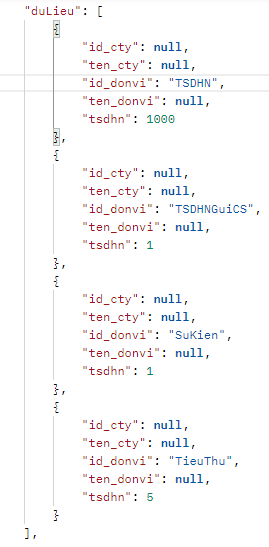 "duLieu": [
{
"id_cty": null,
"ten_cty": null,
"id_donvi": "TSDHN",
"ten_donvi": null,
"tsdhn": 1000
},
{
"id_cty": null,
"ten_cty": null,
"id_donvi": "TSDHNGuiCS",
"ten_donvi": null,
"tsdhn": 1
},
{
"id_cty": null,
"ten_cty": null,
"id_donvi": "SuKien",
"ten_donvi": null,
"tsdhn": 1
},
{
"id_cty": null,
"ten_cty": null,
"id_donvi": "TieuThu",
"ten_donvi": null,
"tsdhn": 5
}
],